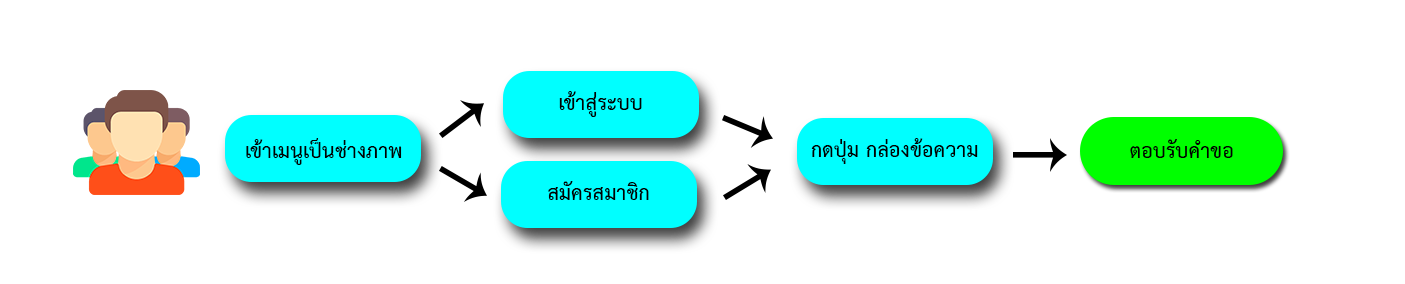 เข้าเมนูเป็นช่างภาพ
เข้าสู่ระบบ
สมัครสมาชิก
กดปุ่ม กล่องข้อความ
ตอบรับคำขอ